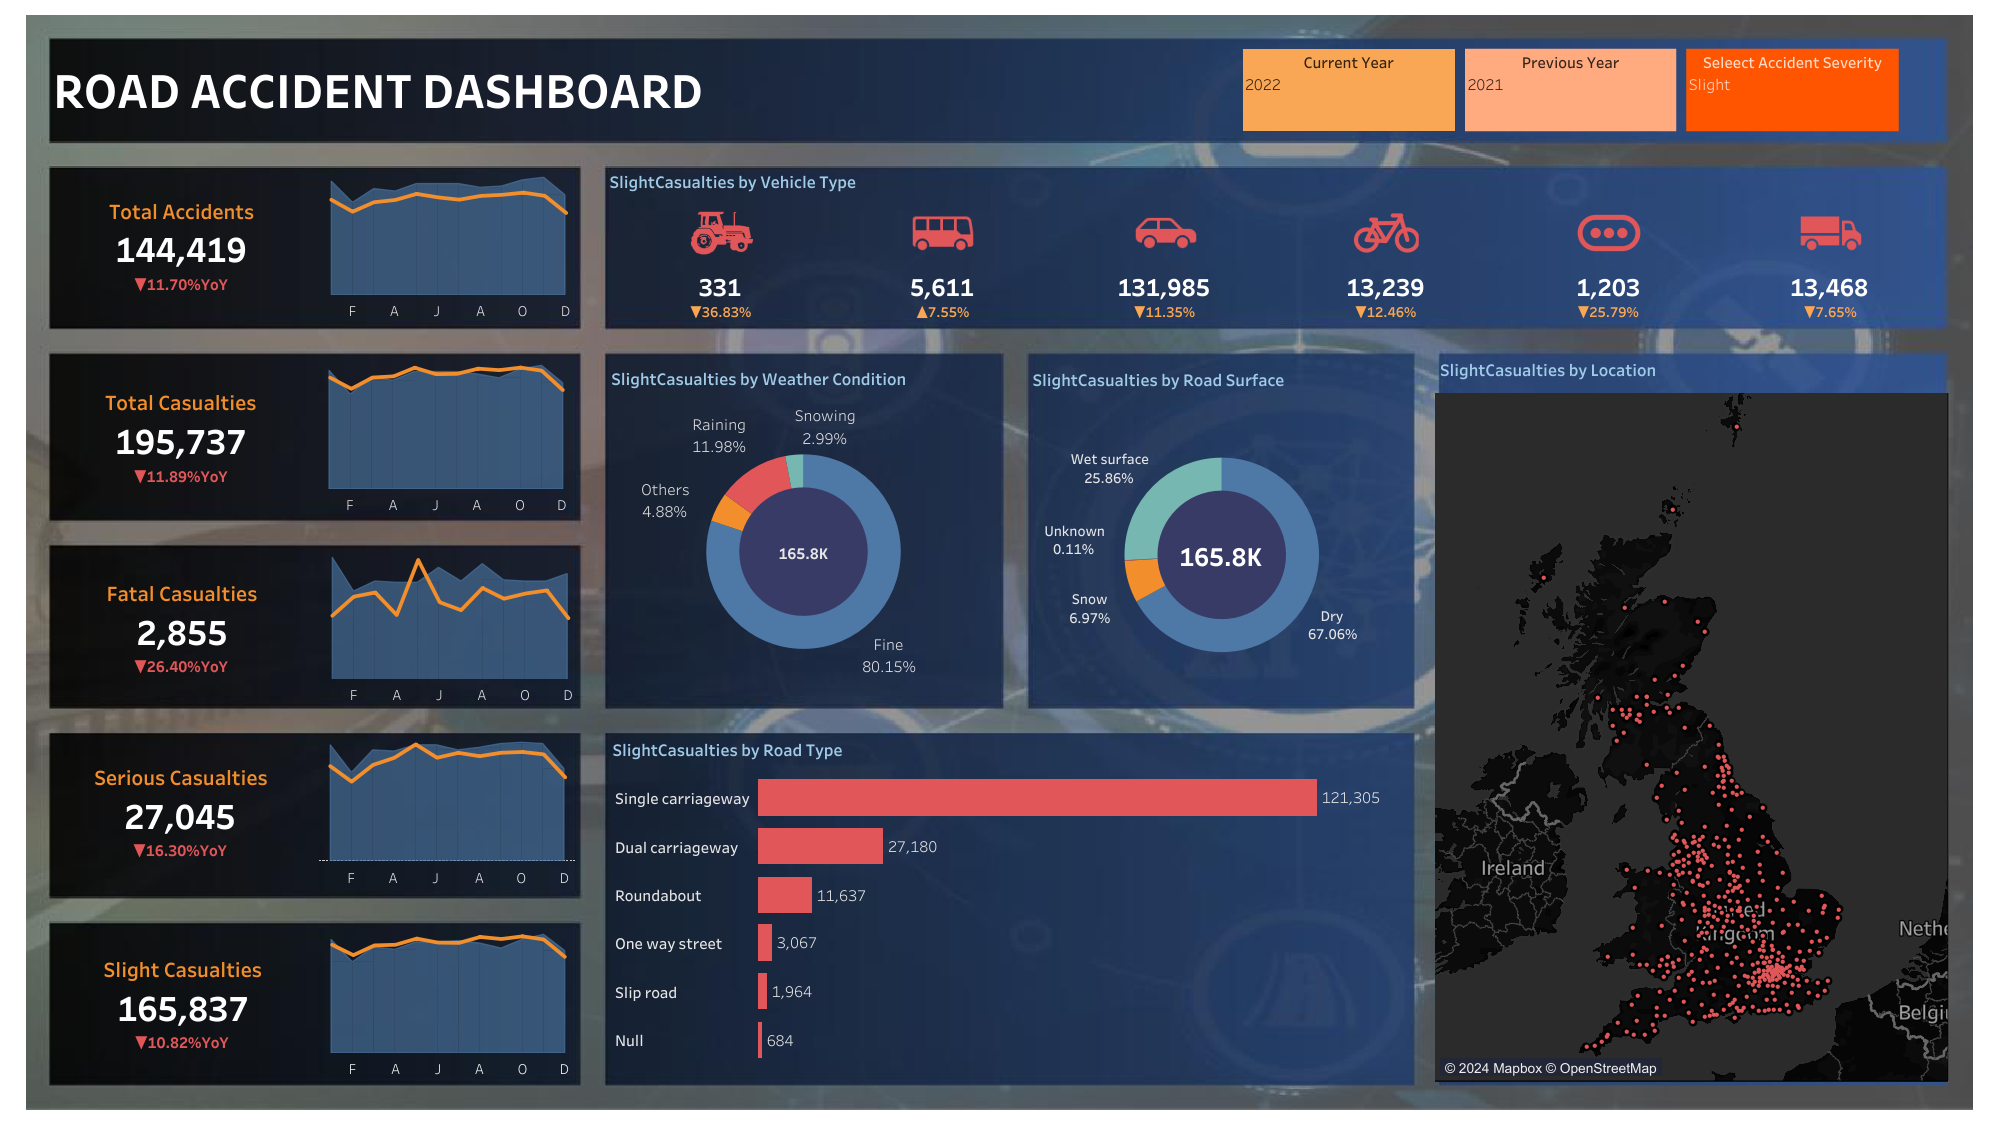 ROAD ACCIDENT DASHBOARD
Current Year
2022
Previous Year
2021
Seleect Accident Severity
Slight
Total Accidents
144,419
▼11.70%YoY
F A J A O D
SlightCasualties by Vehicle Type
331 5,611 131,985 13,239 1,203 13,468
▼36.83% ▲7.55% ▼11.35% ▼12.46% ▼25.79% ▼7.65%
Total Casualties
195,737
▼11.89%YoY
F A J A O D
Fatal Casualties
2,855
▼26.40%YoY
F A J A O D
Serious Casualties
27,045
▼16.30%YoY
F A J A O D
Slight Casualties
165,837
▼10.82%YoY
F A J A O D
SlightCasualties by Weather Condition
Snowing
2.99%
Raining
11.98%
Others
4.88%
165.8K
Fine
80.15%
SlightCasualties by Road Surface
Wet surface
25.86%
Unknown
0.11%
165.8K
Snow
6.97%
Dry
67.06%
SlightCasualties by Road Type
Single carriageway 121,305
Dual carriageway 27,180
Roundabout 11,637
One way street 3,067
Slip road 1,964
Null 684
SlightCasualties by Location
Ireland
Kingdom
Nethe
Belgiu
© 2024 Mapbox © OpenStreetMap